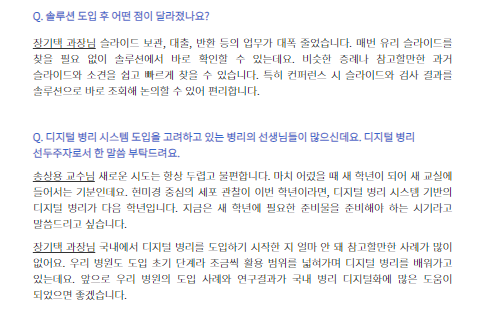 Q. 솔루션 도입 후 어떤 점이 달라졌나요?
장기택 과장님 슬라이드 보관, 대출, 반환 등의 업무가 대폭 줄었습니다. 매번 유리 슬라이드를
찾을 필요 없이 솔루션에서 바로 확인할 수 있는데요. 비슷한 증례나 참고할만한 과거
슬라이드와 소견을 쉽고 빠르게 찾을 수 있습니다. 특히 컨퍼런스 시 슬라이드와 검사 결과를
솔루션으로 바로 조회해 논의할 수 있어 편리합니다.
Q. 디지털 병리 시스템 도입을 고려하고 있는 병리의 선생님들이 많으신데요. 디지털 병리
선두주자로서 한 말씀 부탁드려요.
송상용 교수님 새로운 시도는 항상 두렵고 불편합니다. 마치 어렸을 때 새 학년이 되어 새 교실에
들어서는 기분인데요. 현미경 중심의 세포 관찰이 이번 학년이라면, 디지털 병리 시스템 기반의
디지털 병리가 다음 학년입니다. 지금은 새 학년에 필요한 준비물을 준비해야 하는 시기라고
말씀드리고 싶습니다.
장기택 과장님 국내에서 디지털 병리를 도입하기 시작한 지 얼마 안 돼 참고할만한 사례가 많이
없어요. 우리 병원도 도입 초기 단계라 조금씩 활용 범위를 넓혀가며 디지털 병리를 배워가고
있는데요. 앞으로 우리 병원의 도입 사례와 연구결과가 국내 병리 디지털화에 많은 도움이
되었으면 좋겠습니다.